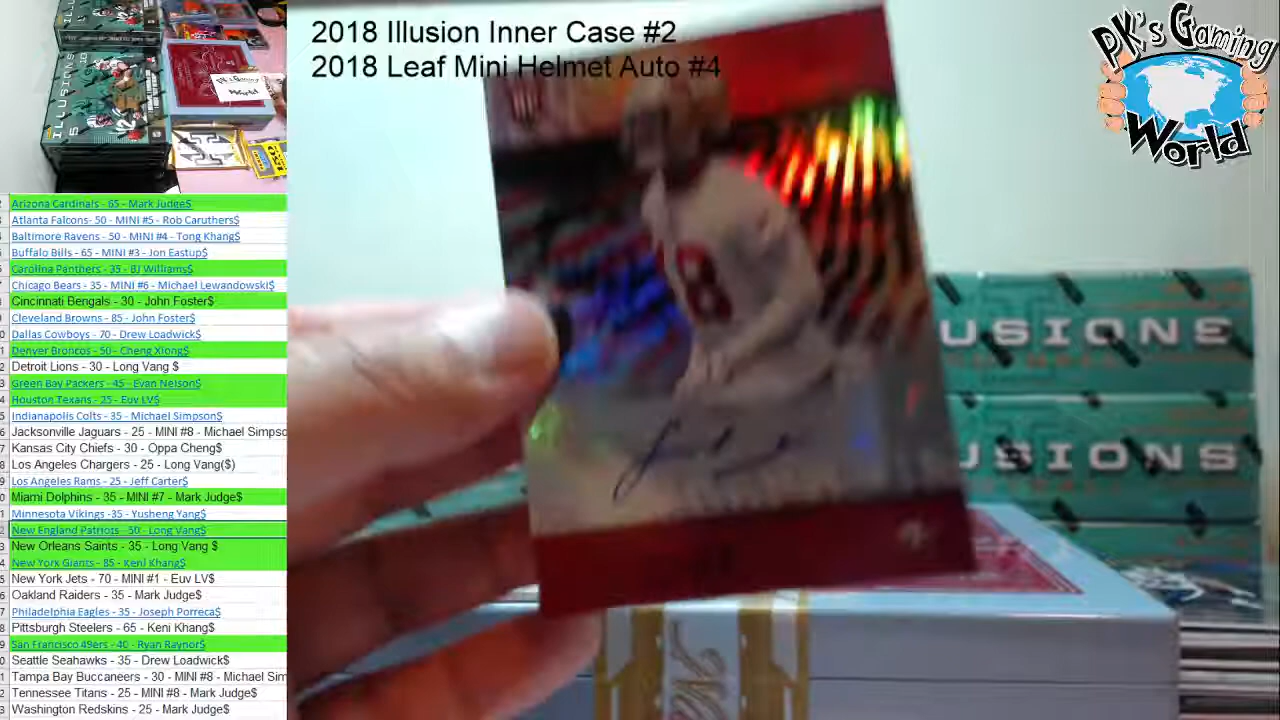 2018 Illusion Inner Case #2
2018 Leaf Mini Helmet Auto #4
PK's Gaming
World
ILLUSIONS
PK's Gaming
World
Arizona Cardinals - 65 - Mark Judge$
Atlanta Falcons- 50 - MINI #5 - Rob Caruthers$
Baltimore Ravens - 50 - MINI #4 - Tong Khang$
Buffalo Bills - 65 - MINI #3 - Jon Eastup$
Carolina Panthers - 35 - BJ Williams$
Chicago Bears - 35 - MINI #6 - Michael Lewandowski$
Cincinnati Bengals - 30 - John Foster$
Cleveland Browns - 85 - John Foster$
Dallas Cowboys - 70 - Drew Loadwick$
Denver Broncos - 50 - Cheng Xiong$
Detroit Lions - 30 - Long Vang $
Green Bay Packers - 45 - Evan Nelson$
Houston Texans - 25 - Euv LV$
Indianapolis Colts - 35 - Michael Simpson$
Jacksonville Jaguars - 25 - MINI #8 - Michael Simpso
Kansas City Chiefs - 30 - Oppa Cheng$
Los Angeles Chargers - 25 - Long Vang($)
Los Angeles Rams - 25 - Jeff Carter$
Miami Dolphins - 35 - MINI #7 - Mark Judge$
Minnesota Vikings -35 - Yusheng Yang$
New England Patriots - 50 - Long Vang$
New Orleans Saints - 35 - Long Vang $
New York Giants - 85 - Keni Khang$
New York Jets - 70 - MINI #1 - Euv LV$
Oakland Raiders - 35 - Mark Judge$
Philadelphia Eagles - 35 - Joseph Porreca$
Pittsburgh Steelers - 65 - Keni Khang$
San Francisco 49ers - 40 - Ryan Raynor$
Seattle Seahawks - 35 - Drew Loadwick$
Tampa Bay Buccaneers - 30 - MINI #8 - Michael Sim
Tennessee Titans - 25 - MINI #8 - Mark Judge$
Washington Redskins - 25 - Mark Judge$
8
USIONS
USIONS